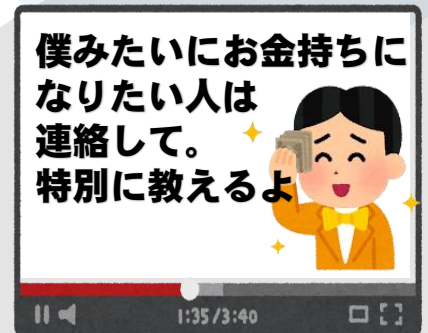 僕みたいにお金持ちに
なりたい人は
連絡して。
特別に教えるよ
1:35/3:40